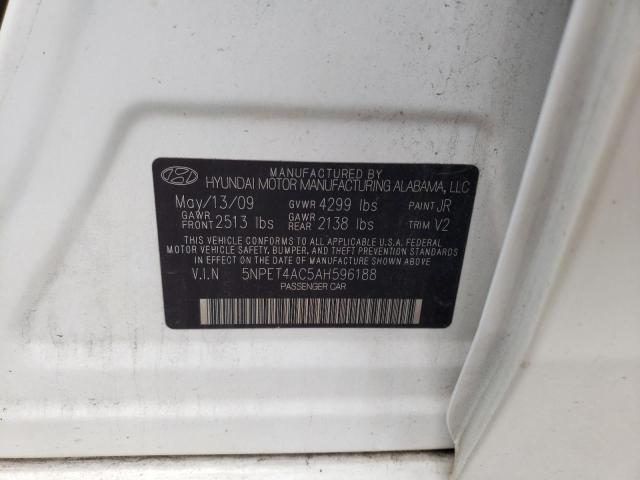 MANUFACTURED BY
HYUNDAI MOTOR MANUFACTURING ALABAMA, LLC
May/13/09 GVWR 4299 lbs PAINT JR
GAWR FRONT 2513 lbs GAWR REAR 2138 lbs TRIM V2
THIS VEHICLE CONFORMS TO ALL APPLICABLE U.S.A. FEDERAL
MOTOR VEHICLE SAFETY, BUMPER, AND THEFT PREVENTION
STANDARDS IN EFFECT ON THE DATE OF MANUFACTURE SHOWN ABOVE.
V.I.N 5NPET4AC5AH596188
PASSENGER CAR